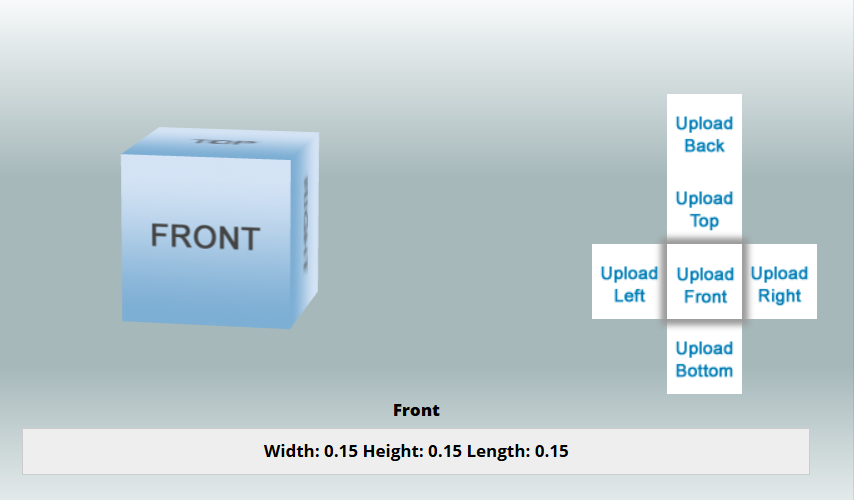 TOP
FRONT
RIGHT
Upload
Back
Upload
Top
Upload
Left
Upload
Front
Upload
Right
Upload
Bottom
Front
Width: 0.15 Height: 0.15 Length: 0.15